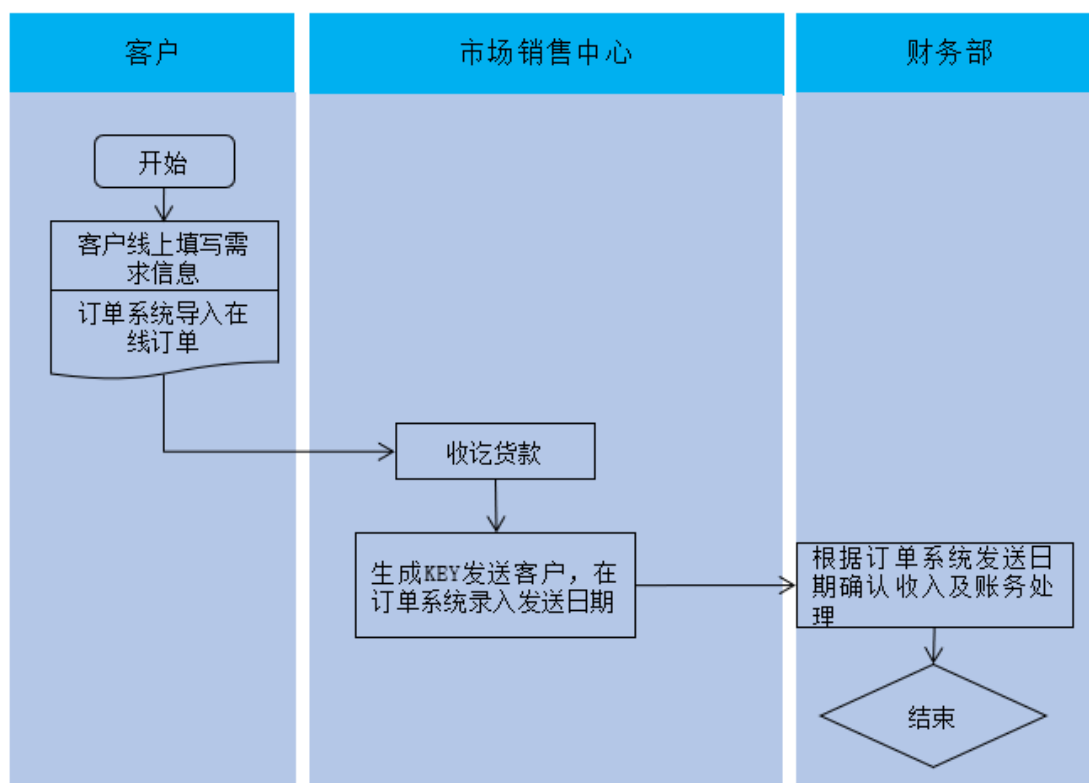 客户
市场销售中心
财务部
开始
客户线上填写需
求信息
订单系统导入在
线订单
收讫货款
生成KEY发送客户，在
订单系统录入发送日期
根据订单系统发送日
期确认收入及账务处
理
结束